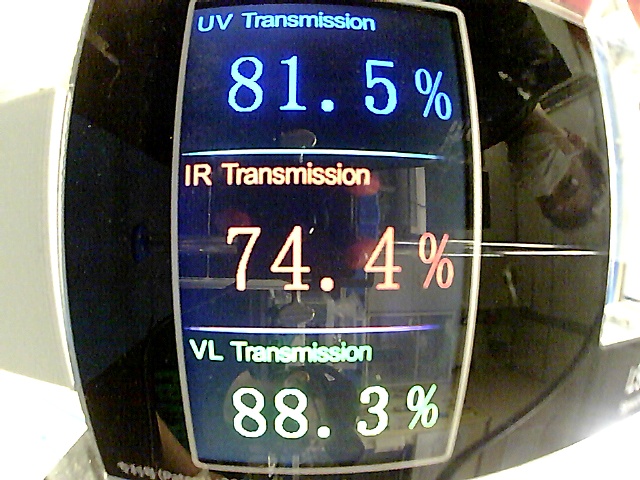 UV Transmission
81.5%
IR Transmission
74.4%
VL Transmission
88.3%